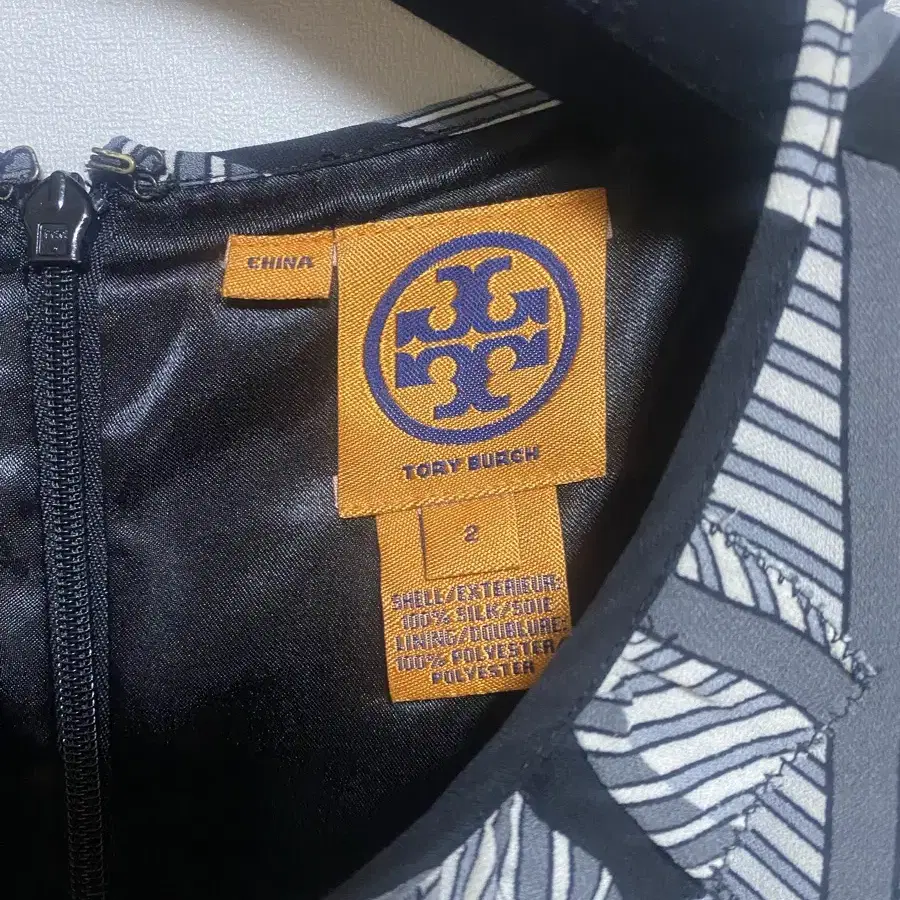 CHINA
TORY BURCH
2
SHELL/EXTERIEUR:
100% SILK/SOIE
LINING/DOUBLURE:
100% POLYESTER/
POLYESTER